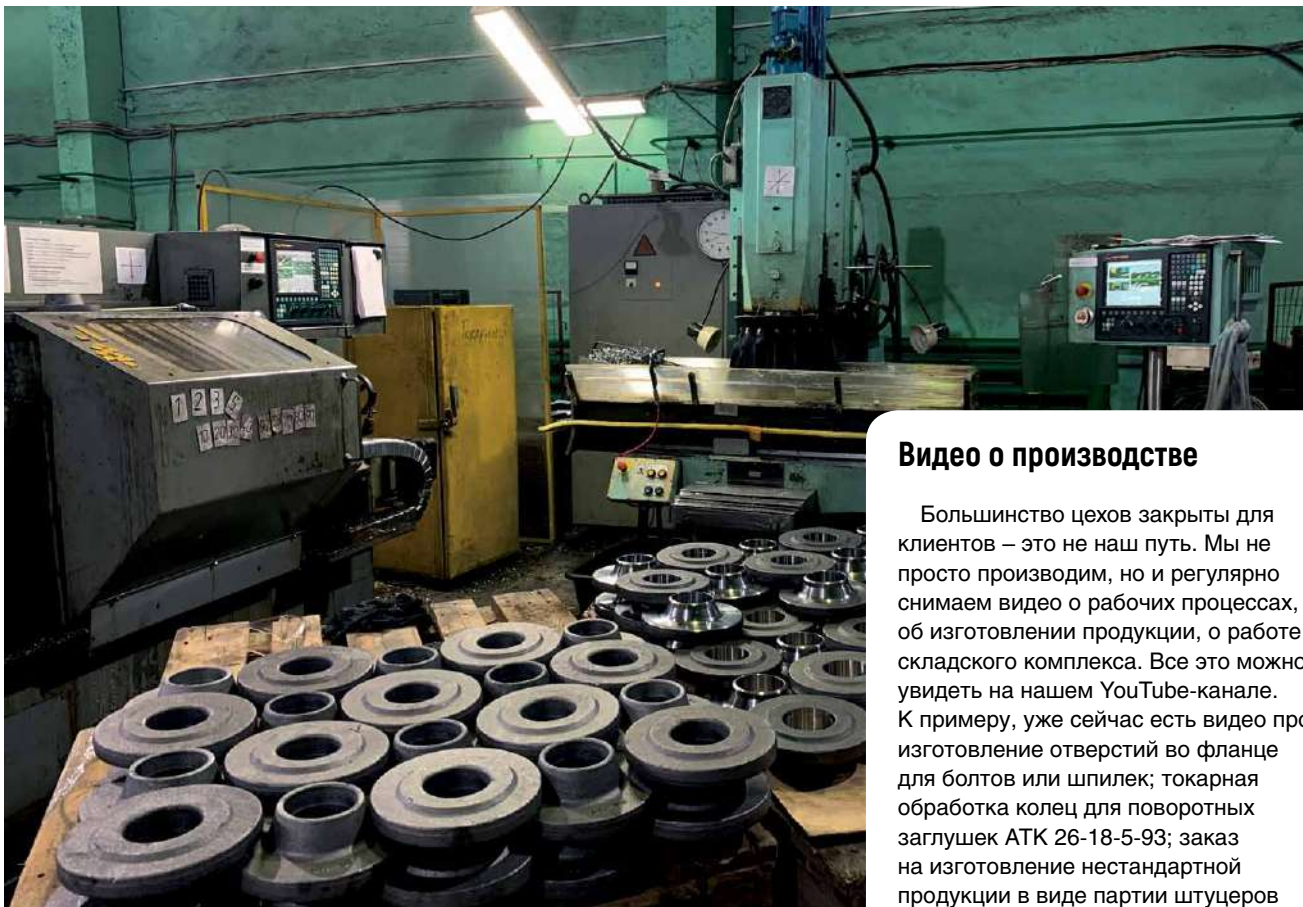 1 2 3
Видео о производстве
Большинство цехов закрыты для
клиентов – это не наш путь. Мы не
просто производим, но и регулярно
снимаем видео о рабочих процессах,
об изготовлении продукции, о работе
складского комплекса. Все это можно
увидеть на нашем YouTube-канале.
К примеру, уже сейчас есть видео про
изготовление отверстий во фланце
для болтов или шпилек; токарная
обработка колец для поворотных
заглушек АТК 26-18-5-93; заказ
на изготовление нестандартной
продукции в виде партии штуцеров